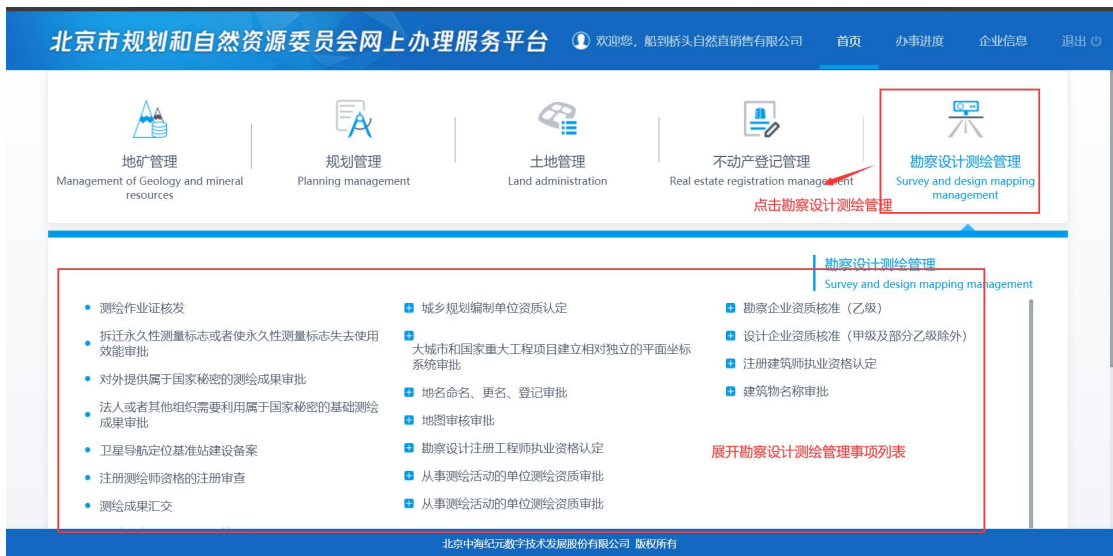 北京市规划和自然资源委员会网上办理服务平台
欢迎您，船到桥头自然直销售有限公司
首页
办事进度
企业信息
退出
地矿管理
Management of Geology and mineral
resources
规划管理
Planning management
土地管理
Land administration
不动产登记管理
Real estate registration management
勘察设计测绘管理
Survey and design mapping
management
点击勘察设计测绘管理
勘察设计测绘管理
Survey and design mapping management
测绘作业证核发
拆迁永久性测量标志或者使永久性测量标志失去使用
效能审批
对外提供属于国家秘密的测绘成果审批
法人或者其他组织需要利用属于国家秘密的基础测绘
成果审批
卫星导航定位基准站建设备案
注册测绘师资格的注册审查
测绘成果汇交
城乡规划编制单位资质认定
大城市和国家重大工程项目建立相对独立的平面坐标
系统审批
地名命名、更名、登记审批
地图审核审批
勘察设计注册工程师执业资格认定
从事测绘活动的单位测绘资质审批
从事测绘活动的单位测绘资质审批
勘察企业资质核准（乙级）
设计企业资质核准（甲级及部分乙级除外）
注册建筑师执业资格认定
建筑物名称审批
展开勘察设计测绘管理事项列表
北京中海纪元数字技术发展股份有限公司 版权所有